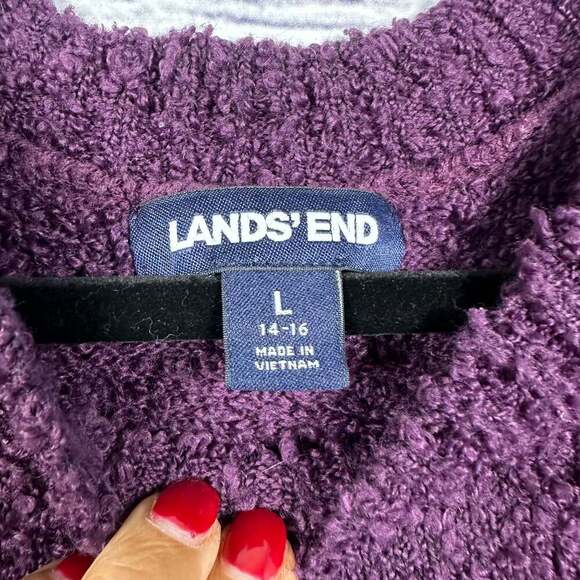 LANDS' END
L
14-16
MADE IN
VIETNAM